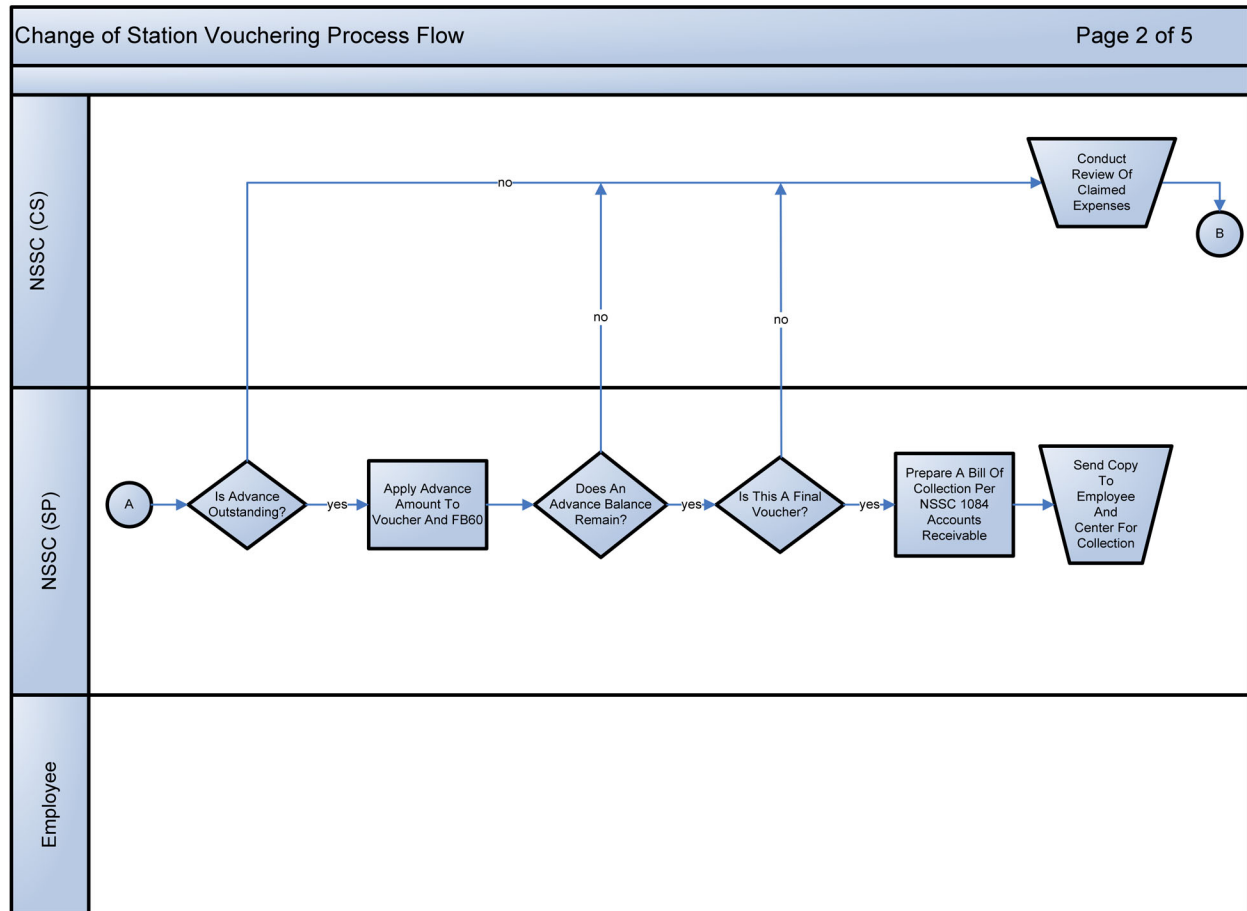 Change of Station Vouchering Process Flow
Page 2 of 5
NSSC (CS)
no
no
no
Conduct
Review Of
Claimed
Expenses
B
NSSC (SP)
A
Is Advance
Outstanding?
yes
Apply Advance
Amount To
Voucher And FB60
Does An
Advance Balance
Remain?
yes
Is This A Final
Voucher?
yes
Prepare A Bill Of
Collection Per
NSSC 1084
Accounts
Receivable
Send Copy
To
Employee
And
Center For
Collection
Employee